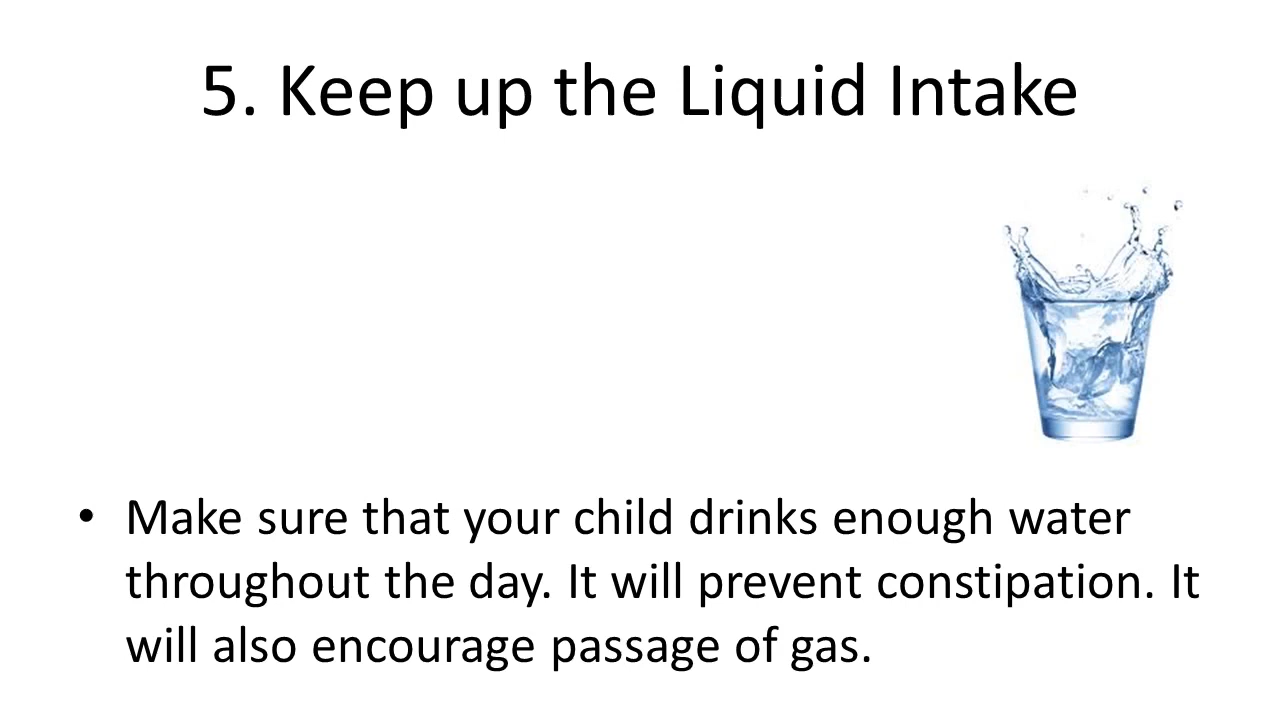 5. Keep up the Liquid Intake
• Make sure that your child drinks enough water
throughout the day. It will prevent constipation. It
will also encourage passage of gas.